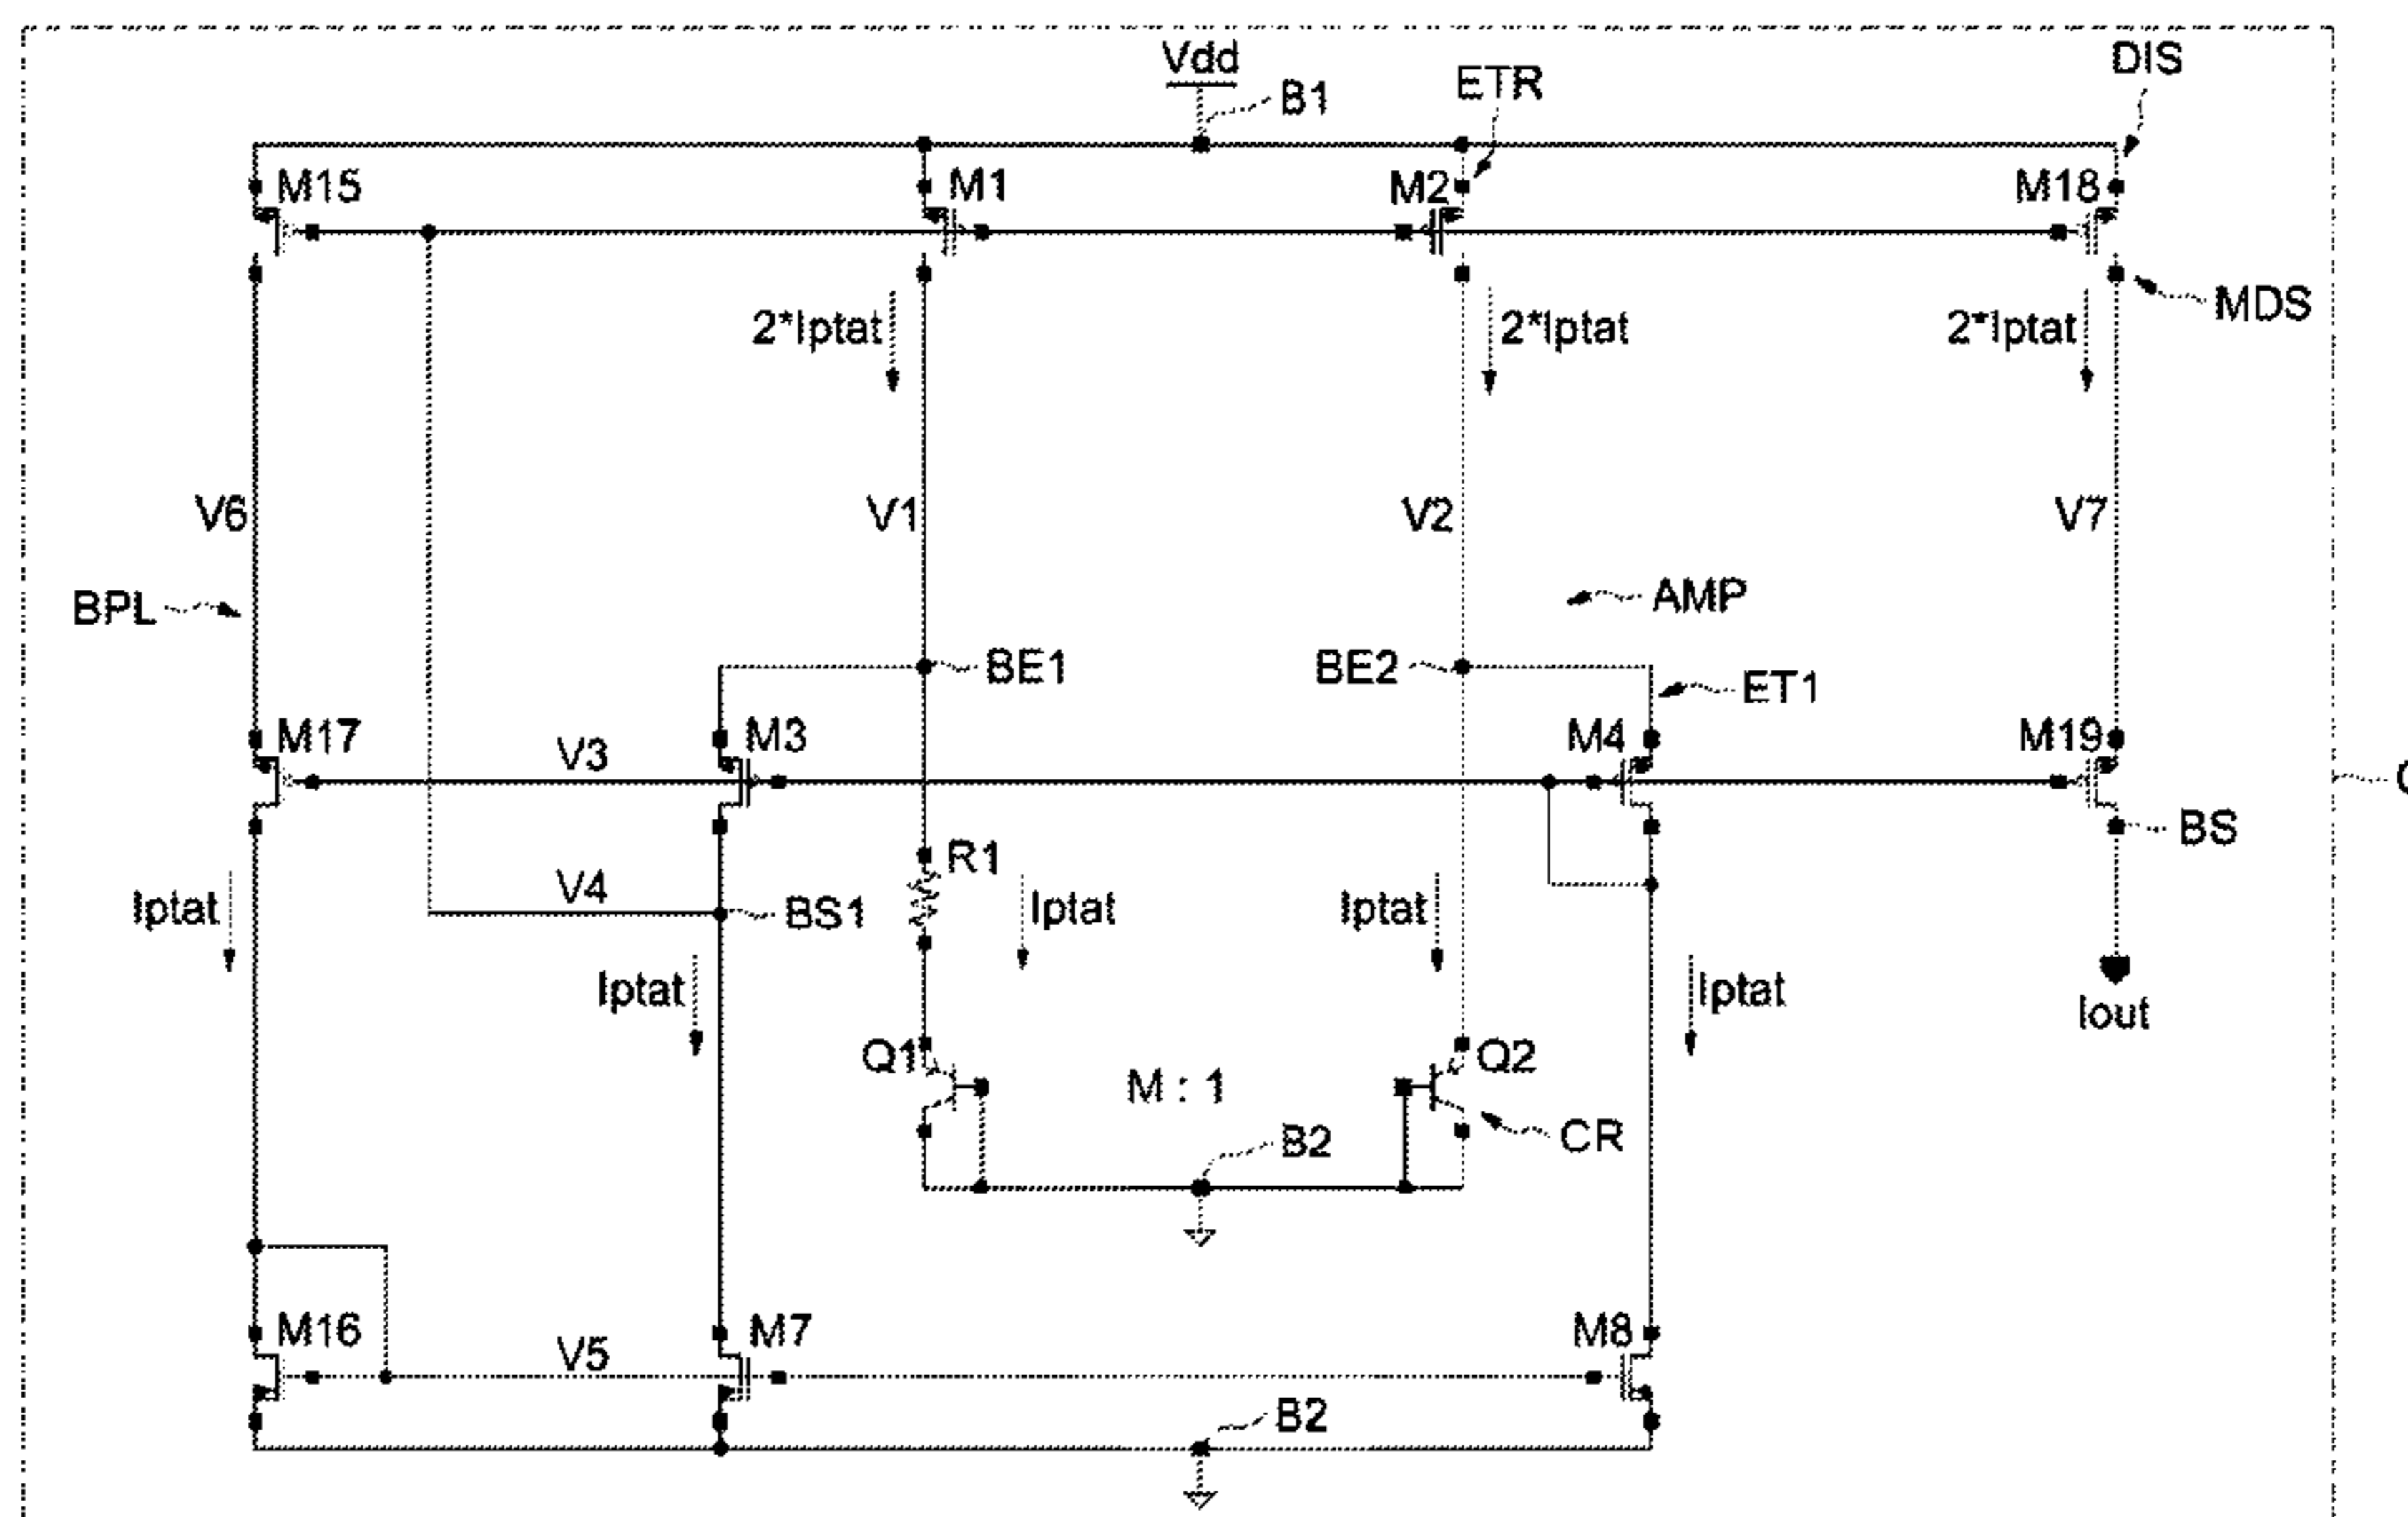 Vdd
B1
ETR
DIS
M15
M1
M2
M18
2*Iptat
2*Iptat
2*Iptat
MDS
V6
V1
V2
V7
BPL
AMP
BE1
BE2
ET1
M17
V3
M3
M4
M19
BS
R1
Iptat
V4
BS1
Iptat
Iptat
Iptat
Iptat
Iout
Q1
M : 1
Q2
CR
B2
M16
V5
M7
M8
B2